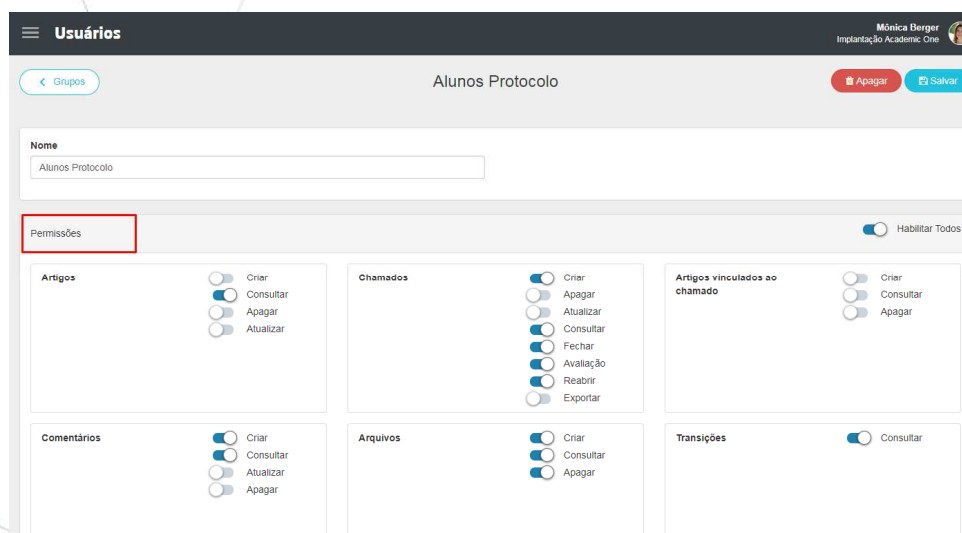 Usuários
Mônica Berger
Implantação Academic One
Grupos
Alunos Protocolo
Apagar
Salvar
Nome
Alunos Protocolo
Permissões
Habilitar Todos
Artigos
Criar
Consultar
Apagar
Atualizar
Chamados
Criar
Apagar
Atualizar
Consultar
Fechar
Avaliação
Reabrir
Exportar
Artigos vinculados ao
chamado
Criar
Consultar
Apagar
Comentários
Criar
Consultar
Atualizar
Apagar
Arquivos
Criar
Consultar
Apagar
Transições
Consultar